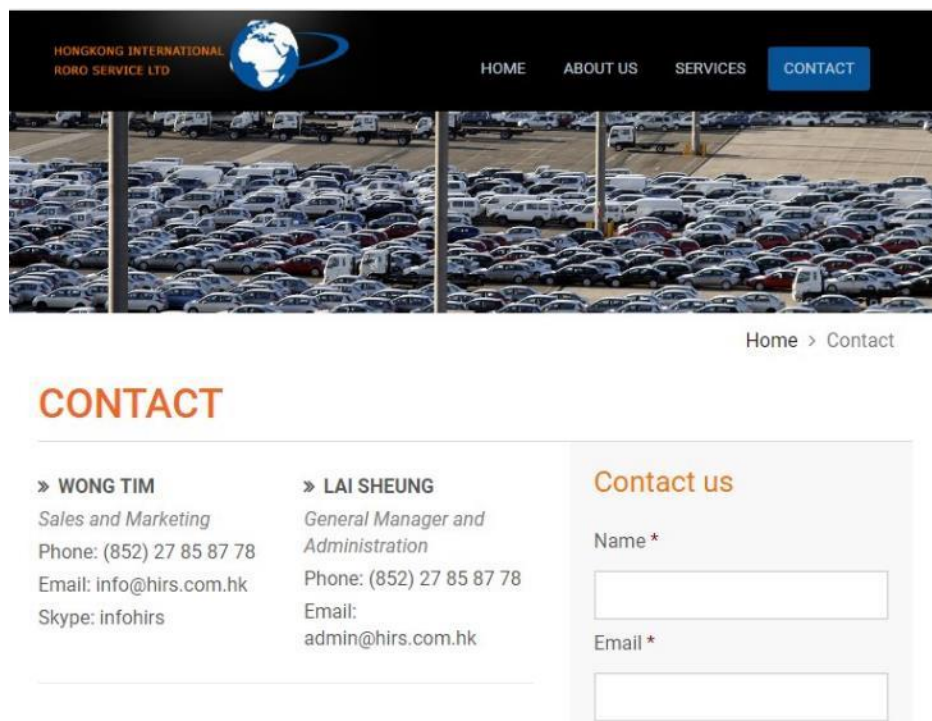 HONGKONG INTERNATIONAL
RORO SERVICE LTD
HOME
ABOUT US
SERVICES
CONTACT
Home > Contact
CONTACT
» WONG TIM
Sales and Marketing
Phone: (852) 27 85 87 78
Email: info@hirs.com.hk
Skype: infohirs
» LAI SHEUNG
General Manager and
Administration
Phone: (852) 27 85 87 78
Email:
admin@hirs.com.hk
Contact us
Name *
Email *